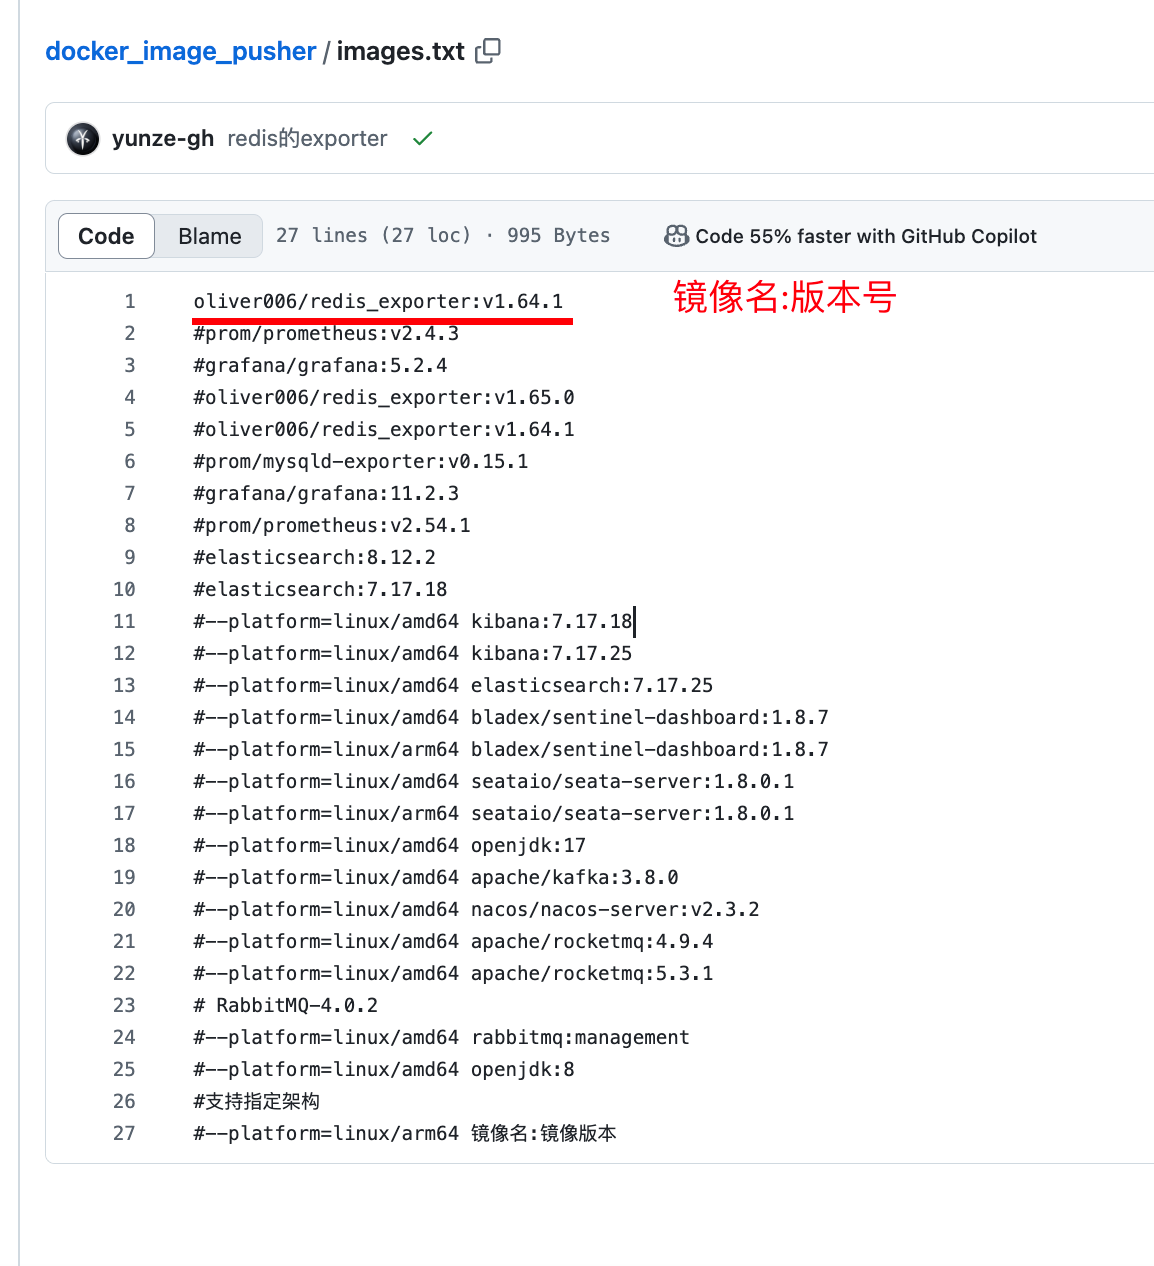 docker_image_pusher / images.txt
yunze-gh redis的exporter
Code Blame 27 lines (27 loc) · 995 Bytes Code 55% faster with GitHub Copilot
镜像名:版本号
1 oliver006/redis_exporter:v1.64.1
2 #prom/prometheus:v2.4.3
3 #grafana/grafana:5.2.4
4 #oliver006/redis_exporter:v1.65.0
5 #oliver006/redis_exporter:v1.64.1
6 #prom/mysqld-exporter:v0.15.1
7 #grafana/grafana:11.2.3
8 #prom/prometheus:v2.54.1
9 #elasticsearch:8.12.2
10 #elasticsearch:7.17.18
11 #--platform=linux/amd64 kibana:7.17.18
12 #--platform=linux/amd64 kibana:7.17.25
13 #--platform=linux/amd64 elasticsearch:7.17.25
14 #--platform=linux/amd64 bladex/sentinel-dashboard:1.8.7
15 #--platform=linux/arm64 bladex/sentinel-dashboard:1.8.7
16 #--platform=linux/amd64 seataio/seata-server:1.8.0.1
17 #--platform=linux/arm64 seataio/seata-server:1.8.0.1
18 #--platform=linux/amd64 openjdk:17
19 #--platform=linux/amd64 apache/kafka:3.8.0
20 #--platform=linux/amd64 nacos/nacos-server:v2.3.2
21 #--platform=linux/amd64 apache/rocketmq:4.9.4
22 #--platform=linux/amd64 apache/rocketmq:5.3.1
23 # RabbitMQ-4.0.2
24 #--platform=linux/amd64 rabbitmq:management
25 #--platform=linux/amd64 openjdk:8
26 #支持指定架构
27 #--platform=linux/arm64 镜像名:镜像版本